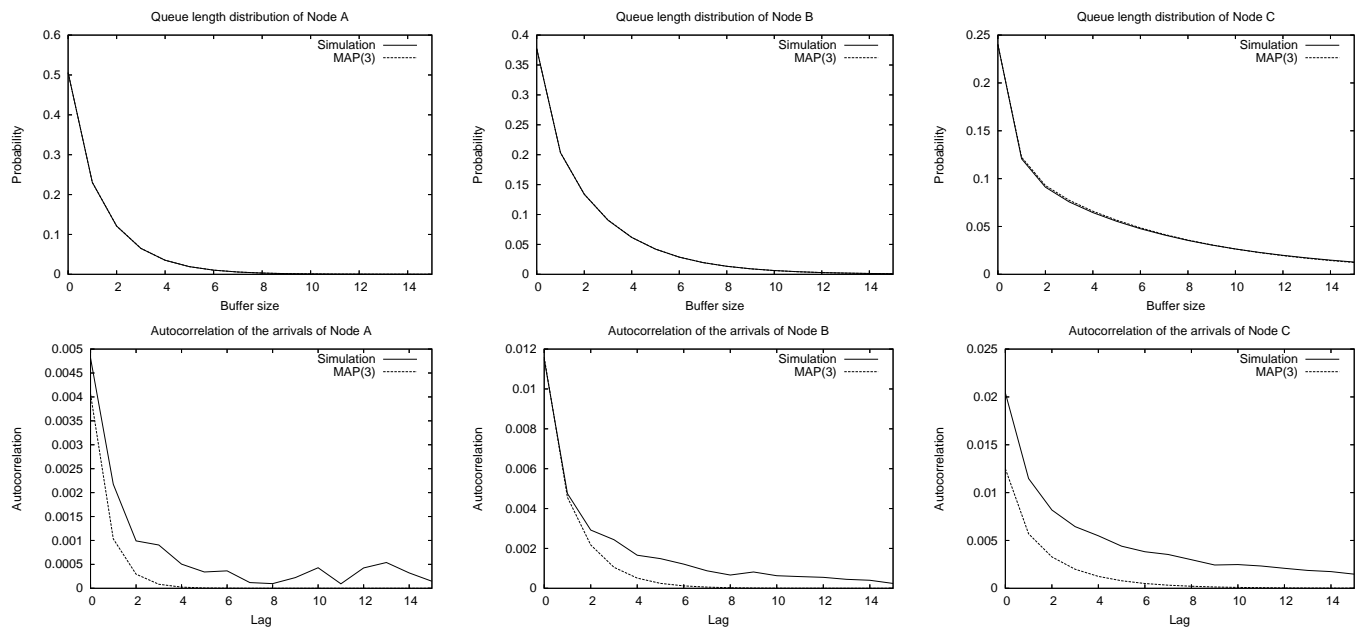 Queue length distribution of Node A
0.6
0.5
0.4
0.3
0.2
0.1
0
Probability
Simulation
MAP(3)
0 2 4 6 8 10 12 14
Buffer size
Queue length distribution of Node B
0.4
0.35
0.3
0.25
0.2
0.15
0.1
0.05
0
Probability
Simulation
MAP(3)
0 2 4 6 8 10 12 14
Buffer size
Queue length distribution of Node C
0.25
0.2
0.15
0.1
0.05
0
Probability
Simulation
MAP(3)
0 2 4 6 8 10 12 14
Buffer size
Autocorrelation of the arrivals of Node A
0.005
0.0045
0.004
0.0035
0.003
0.0025
0.002
0.0015
0.001
0.0005
0
Autocorrelation
Simulation
MAP(3)
0 2 4 6 8 10 12 14
Lag
Autocorrelation of the arrivals of Node B
0.012
0.01
0.008
0.006
0.004
0.002
0
Autocorrelation
Simulation
MAP(3)
0 2 4 6 8 10 12 14
Lag
Autocorrelation of the arrivals of Node C
0.025
0.02
0.015
0.01
0.005
0
Autocorrelation
Simulation
MAP(3)
0 2 4 6 8 10 12 14
Lag